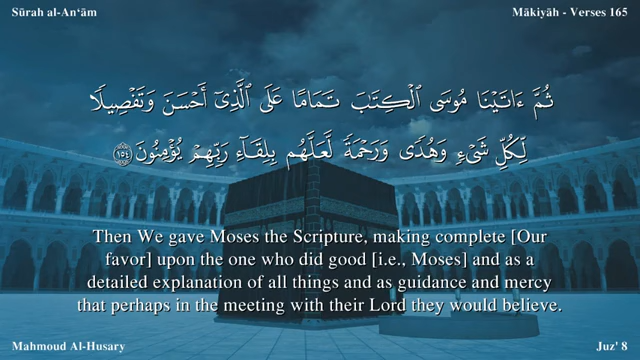 Sūrah al-An‘ām
Mākiyāh - Verses 165
ثُمَّ ءَاتَيْنَا مُوسَى ٱلْكِتَٰبَ تَمَامًا عَلَى ٱلَّذِىٓ أَحْسَنَ وَتَفْصِيلًا
لِّكُلِّ شَىْءٍ وَهُدًى وَرَحْمَةً لَّعَلَّهُم بِلِقَآءِ رَبِّهِمْ يُؤْمِنُونَ ١٥٤
Then We gave Moses the Scripture, making complete [Our
favor] upon the one who did good [i.e., Moses] and as a
detailed explanation of all things and as guidance and mercy
that perhaps in the meeting with their Lord they would believe.
Mahmoud Al-Husary
Juz' 8